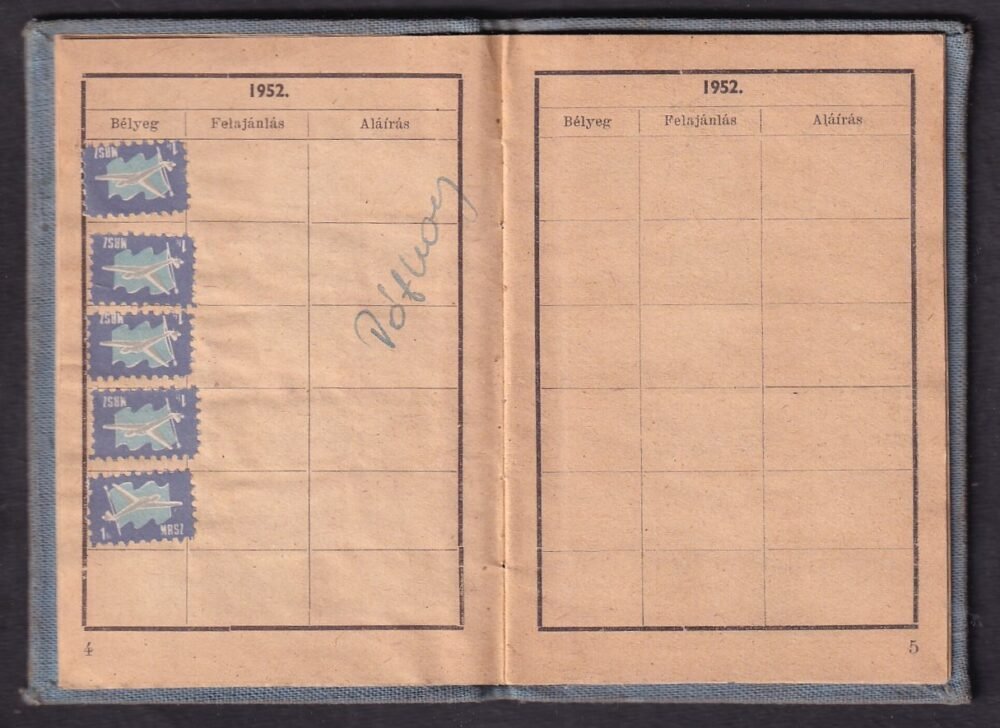 1952.
Bélyeg Felajánlás Aláírás
MRSZ 1
MRSZ 1
MRSZ 1
MRSZ 1
1 MRSZ
4
1952.
Bélyeg Felajánlás Aláírás
5